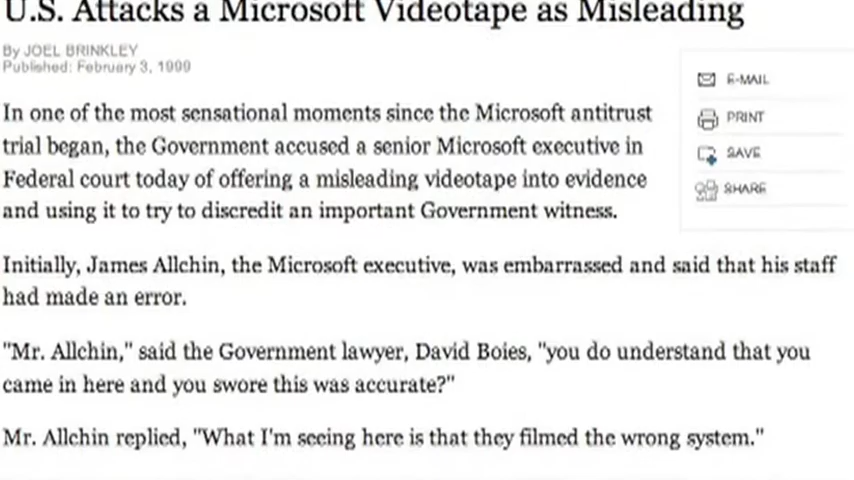 U.S. Attacks a Microsoft Videotape as Misleading
By JOEL BRINKLEY
Published: February 3, 1999
In one of the most sensational moments since the Microsoft antitrust
trial began, the Government accused a senior Microsoft executive in
Federal court today of offering a misleading videotape into evidence
and using it to try to discredit an important Government witness.
E-MAIL
PRINT
SAVE
SHARE
Initially, James Allchin, the Microsoft executive, was embarrassed and said that his staff
had made an error.
"Mr. Allchin," said the Government lawyer, David Boies, "you do understand that you
came in here and you swore this was accurate?"
Mr. Allchin replied, "What I'm seeing here is that they filmed the wrong system."